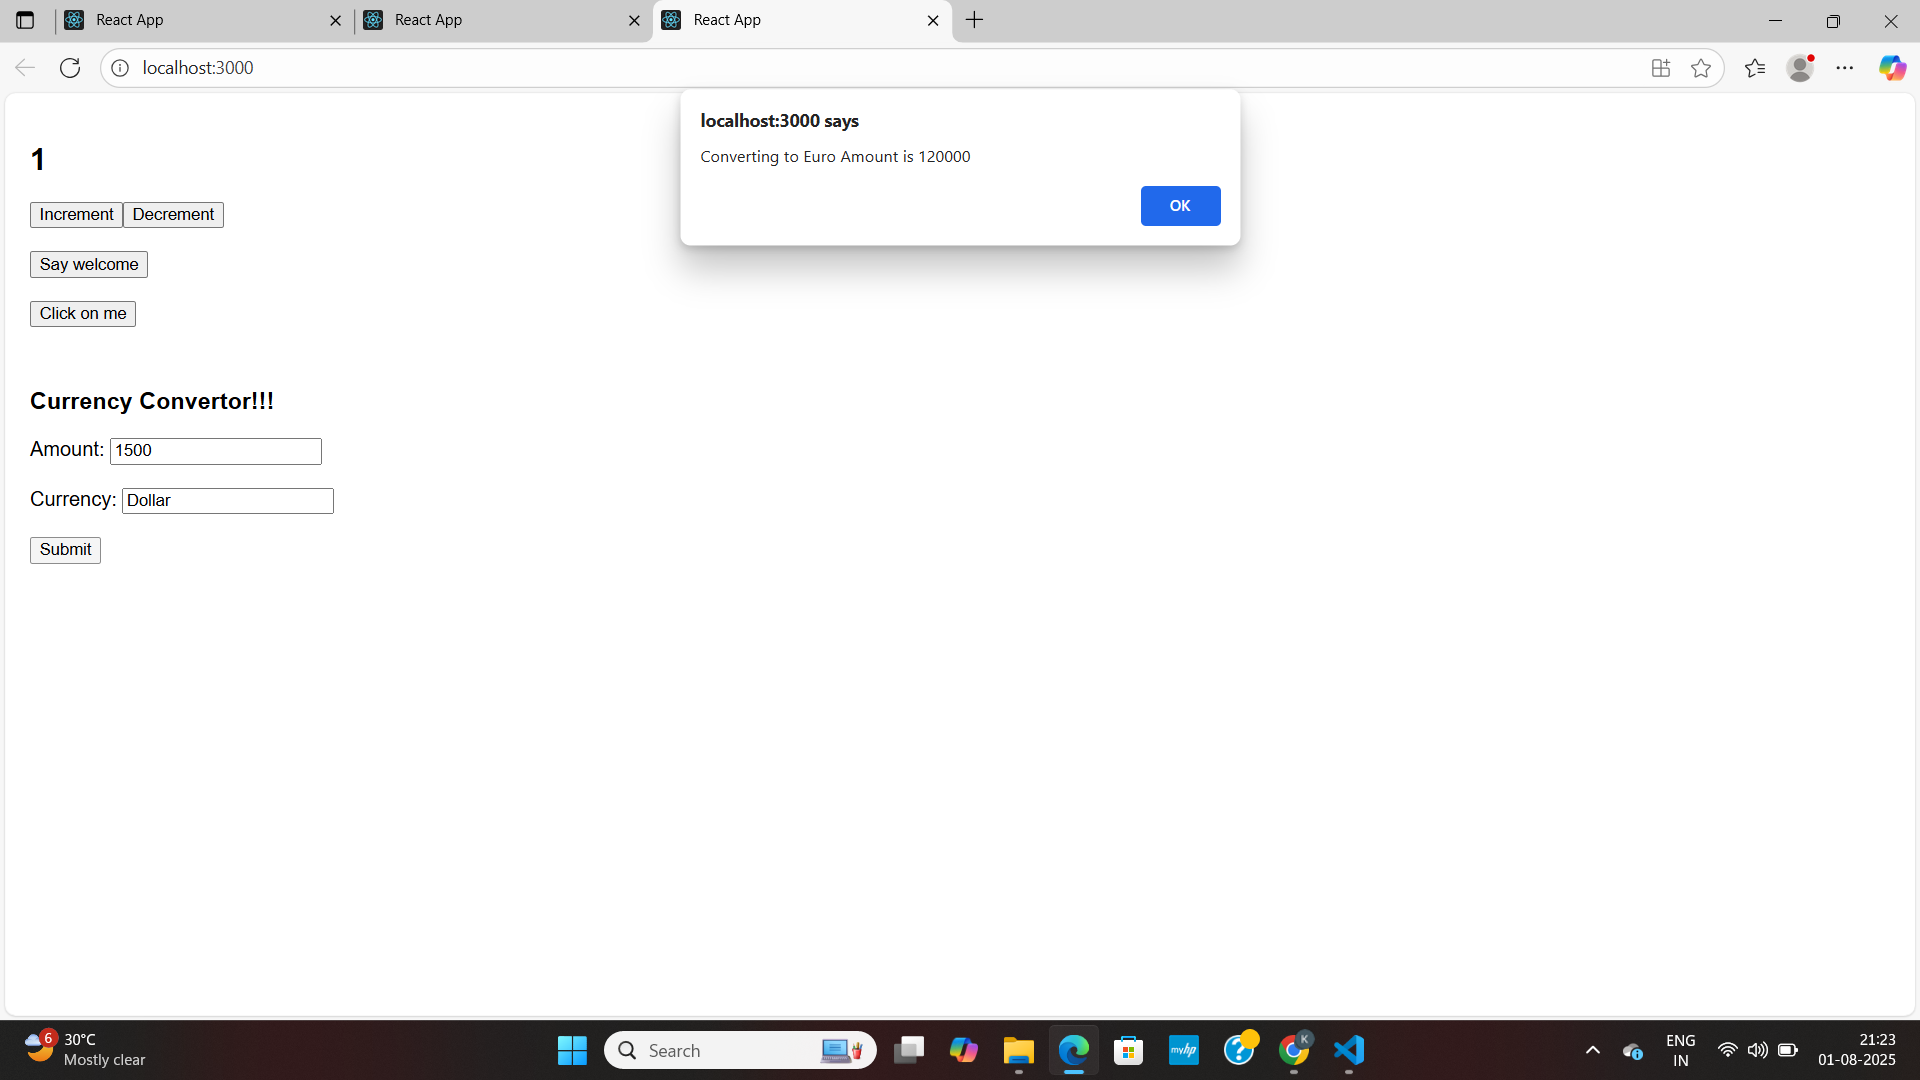 React App
React App
React App
localhost:3000
localhost:3000 says
Converting to Euro Amount is 120000
OK
1
Increment Decrement
Say welcome
Click on me
Currency Convertor!!!
Amount: 1500
Currency: Dollar
Submit
6
30°C
Mostly clear
Search
myhp
K
ENG
IN
21:23
01-08-2025